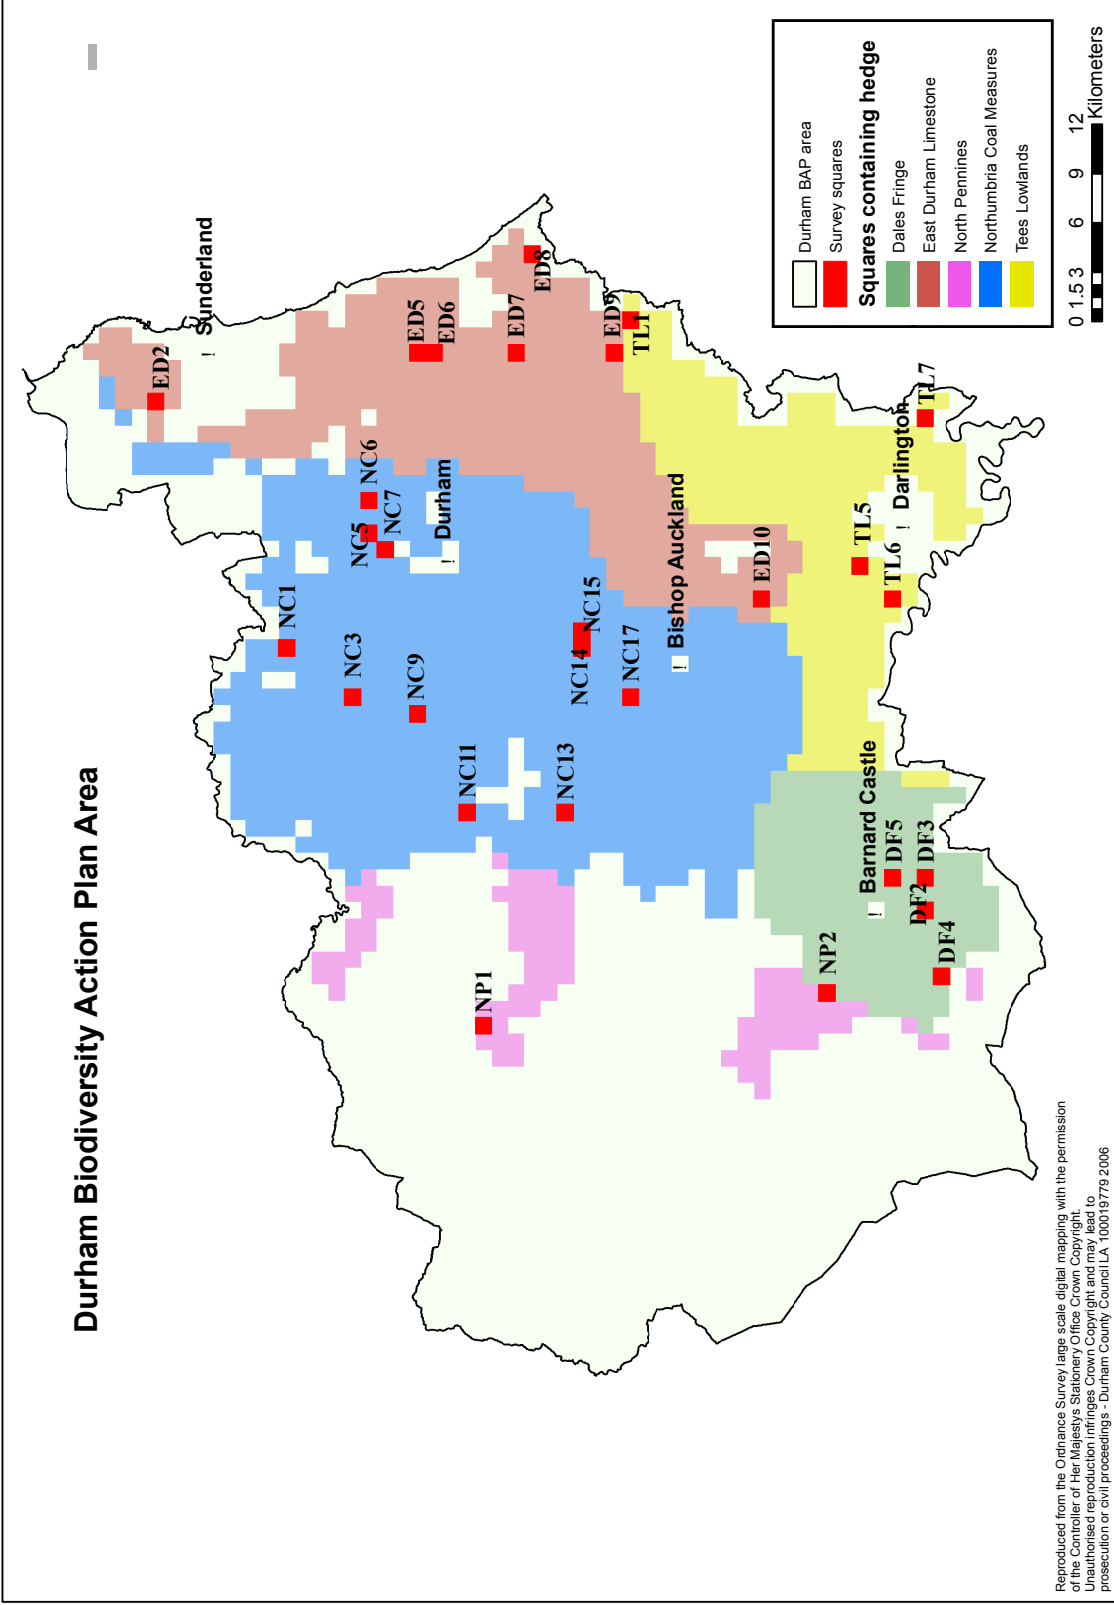 Durham Biodiversity Action Plan Area
Sunderland
ED2
NC1
NC3
NC5
NC6
NC7
NC9
Durham
ED5
ED6
ED7
ED8
ED9
TL1
NC11
NC13
NC14
NC15
NC17
NP1
Bishop Auckland
ED10
NP2
Barnard Castle
DF5
DF3
DF2
DF4
TL5
TL6
Darlington
TL7
Durham BAP area
Survey squares
Squares containing hedge
Dales Fringe
East Durham Limestone
North Pennines
Northumbria Coal Measures
Tees Lowlands
0 1.5 3 6 9 12
Kilometers
Reproduced from the Ordnance Survey large scale digital mapping with the permission
of the Controller of Her Majestys Stationery Office Crown Copyright.
Unauthorised reproduction infringes Crown Copyright and may lead to
prosecution or civil proceedings - Durham County Council LA 100019779 2006